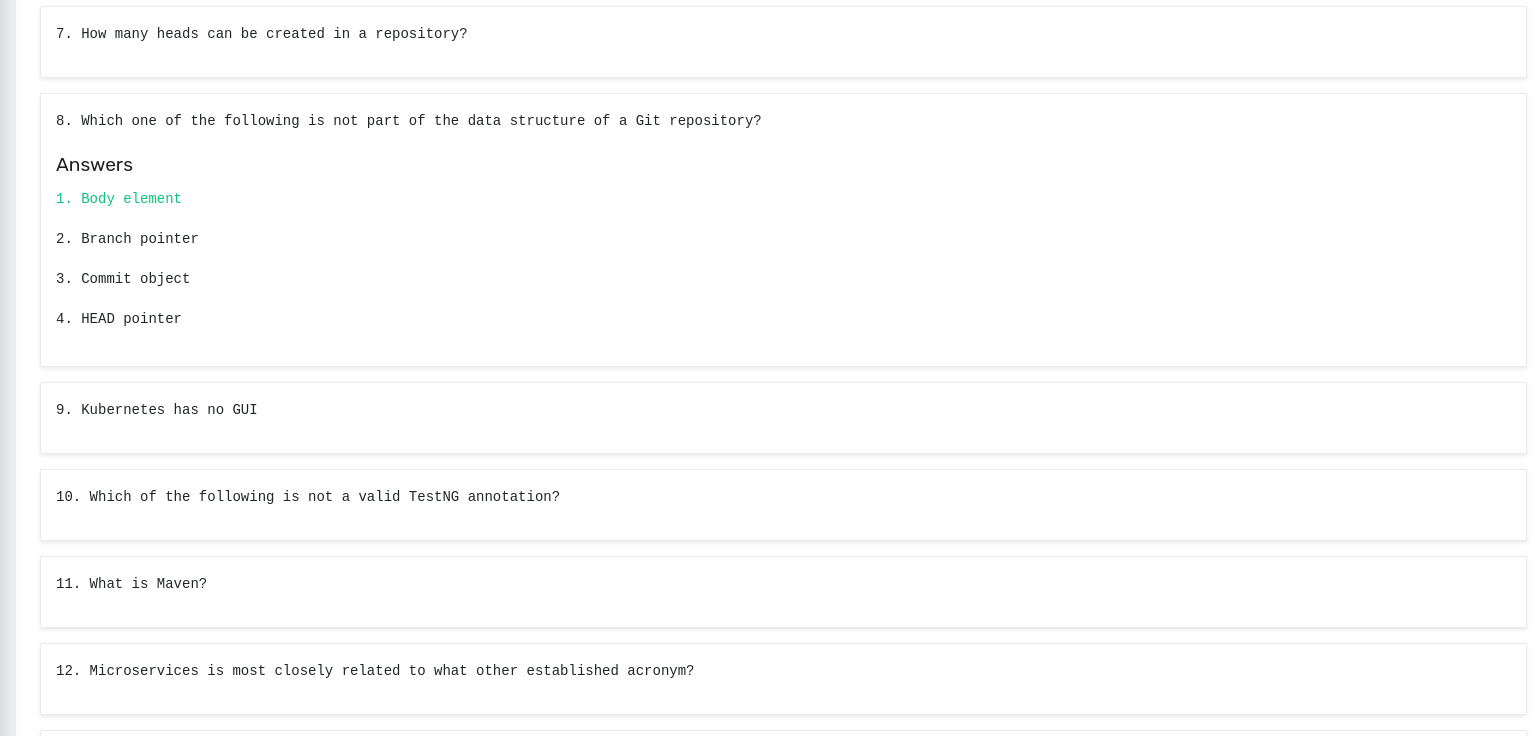 7. How many heads can be created in a repository?
8. Which one of the following is not part of the data structure of a Git repository?
Answers
1. Body element
2. Branch pointer
3. Commit object
4. HEAD pointer
9. Kubernetes has no GUI
10. Which of the following is not a valid TestNG annotation?
11. What is Maven?
12. Microservices is most closely related to what other established acronym?